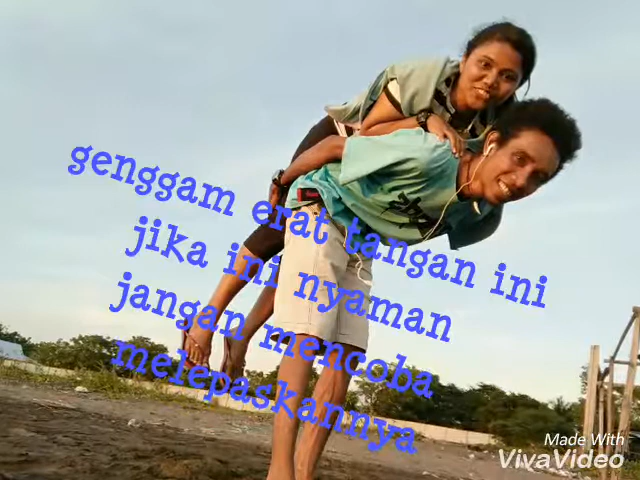 genggam erat tangan ini
jika ini nyaman
jangan mencoba
melepaskannya
Made With
VivaVideo